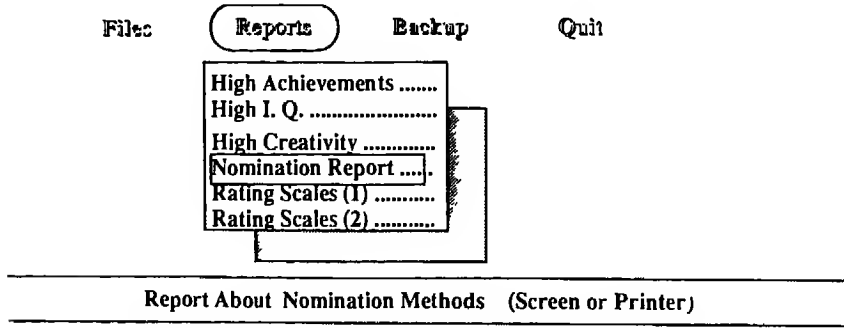 Files Reports Backup Quit
High Achievements .......
High I. Q. ........................
High Creativity .............
Nomination Report ......
Rating Scales (1) ...........
Rating Scales (2) ...........
Report About Nomination Methods (Screen or Printer)